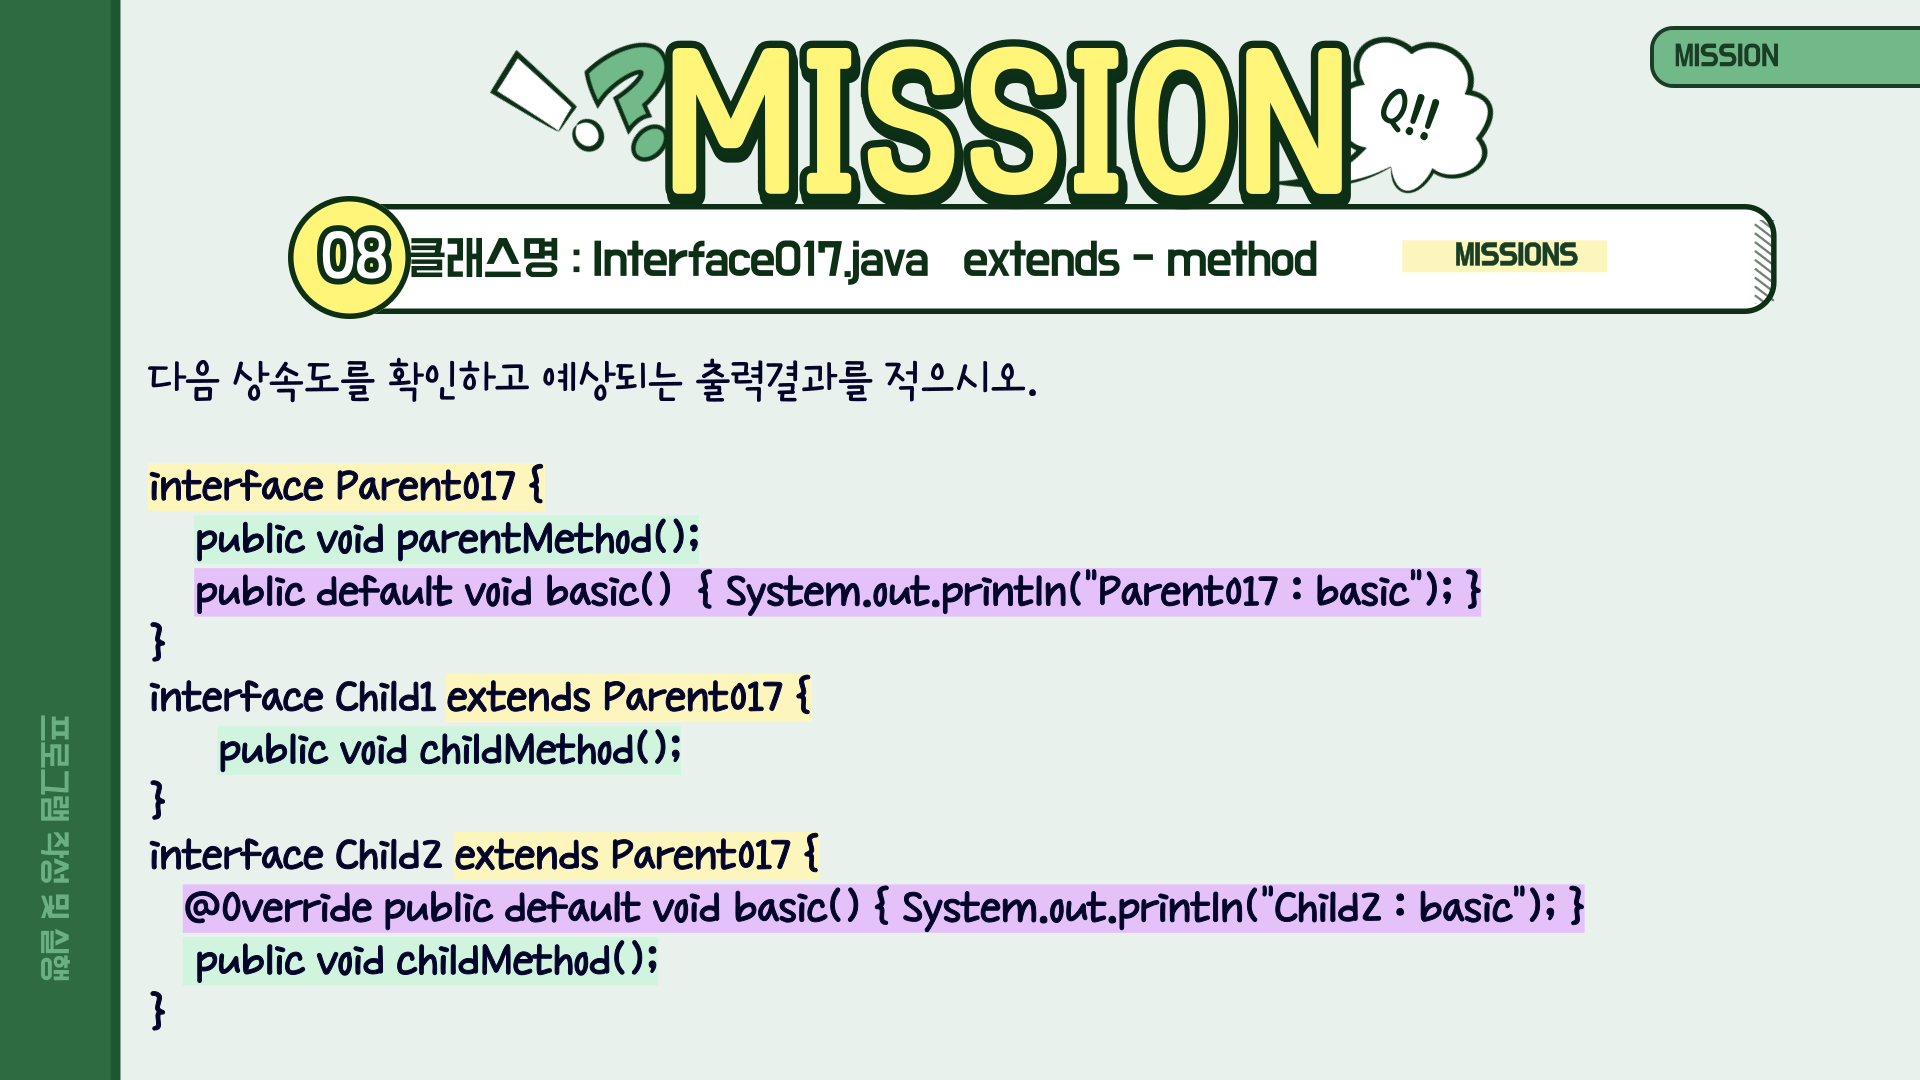 MISSION
!?
MISSION
Q!!
08
클래스명 : Interface017.java extends - method
MISSIONS
다음 상속도를 확인하고 예상되는 출력결과를 적으시오.
interface Parent017 {
public void parentMethod();
public default void basic() { System.out.println("Parent017 : basic"); }
}
interface Child1 extends Parent017 {
public void childMethod();
}
interface Child2 extends Parent017 {
@Override public default void basic() { System.out.println("Child2 : basic"); }
public void childMethod();
}
프로그램 작성 및 실행